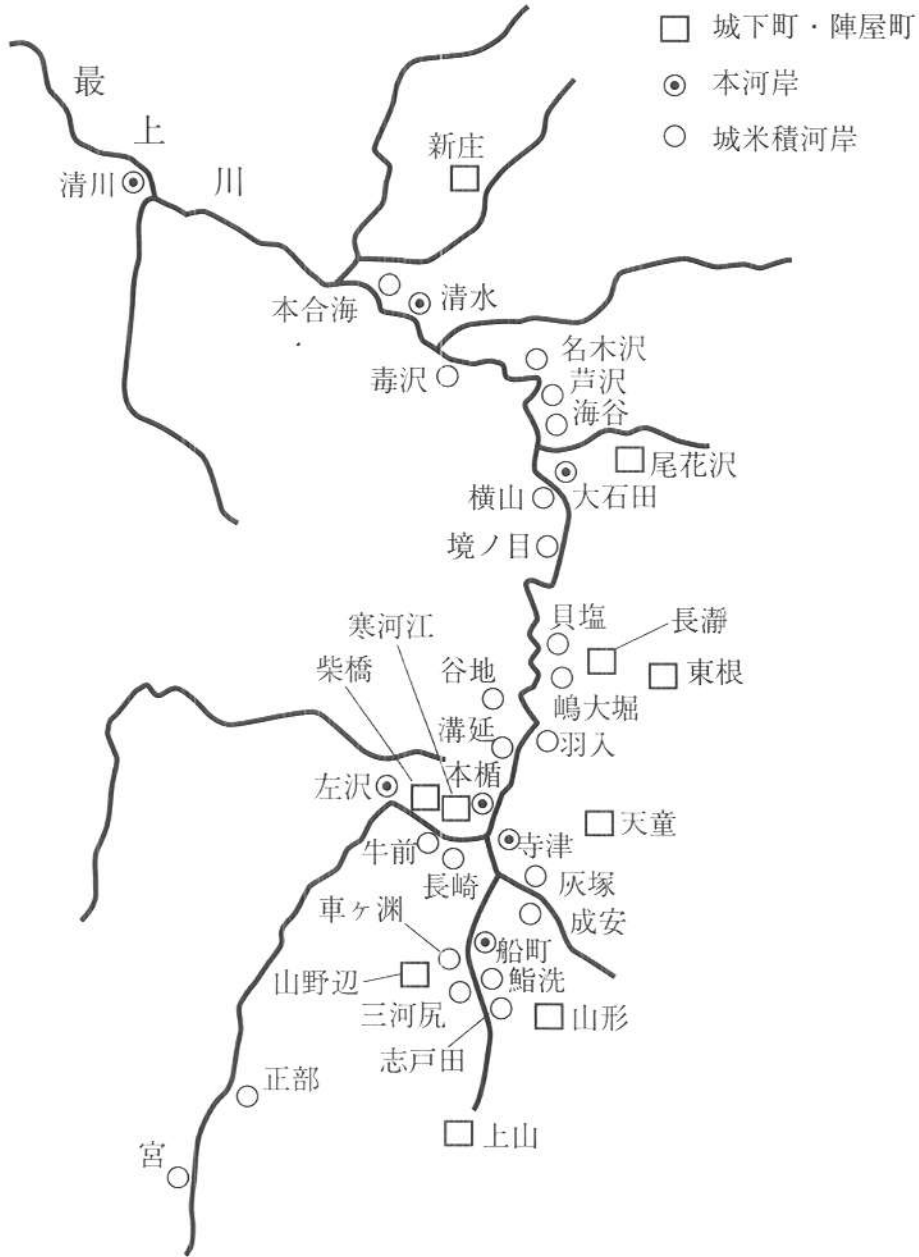 城下町・陣屋町
本河岸
城米積河岸
最上川
新庄
清川
本合海
清水
毒沢
名木沢
芦沢
海谷
尾花沢
横山
大石田
境ノ目
貝塩
長瀞
東根
寒河江
柴橋
谷地
嶋大堀
溝延
羽入
左沢
本楯
天童
寺津
牛前
長崎
灰塚
成安
車ヶ渊
船町
山野辺
鮨洗
三河尻
山形
志戸田
正部
上山
宮